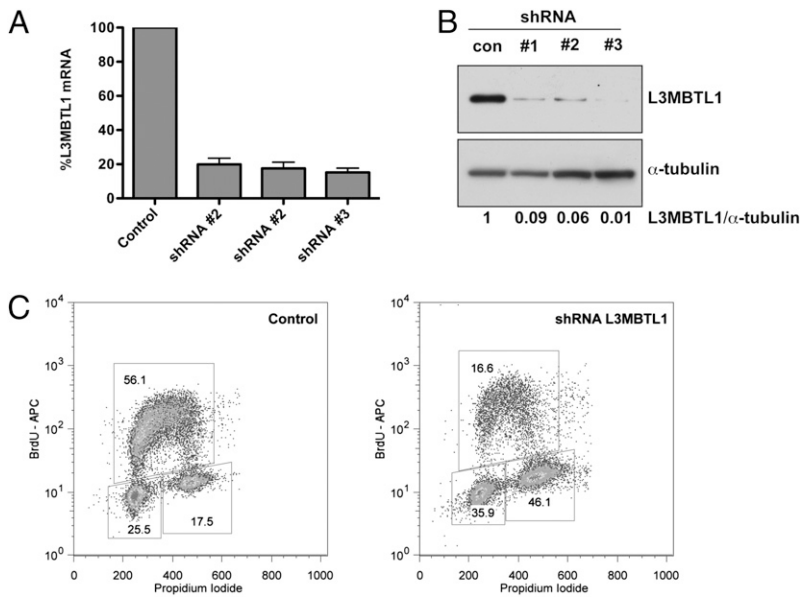 A
%L3MBTL1 mRNA
100
80
60
40
20
0
Control
shRNA #2
shRNA #2
shRNA #3
B
shRNA
con #1 #2 #3
L3MBTL1
α-tubulin
1 0.09 0.06 0.01 L3MBTL1/α-tubulin
C
Control
BrdU - APC
10⁴
10³
10²
10¹
10⁰
56.1
25.5
17.5
0 200 400 600 800 1000
Propidium Iodide
shRNA L3MBTL1
BrdU - APC
10⁴
10³
10²
10¹
10⁰
16.6
35.9
46.1
0 200 400 600 800 1000
Propidium Iodide